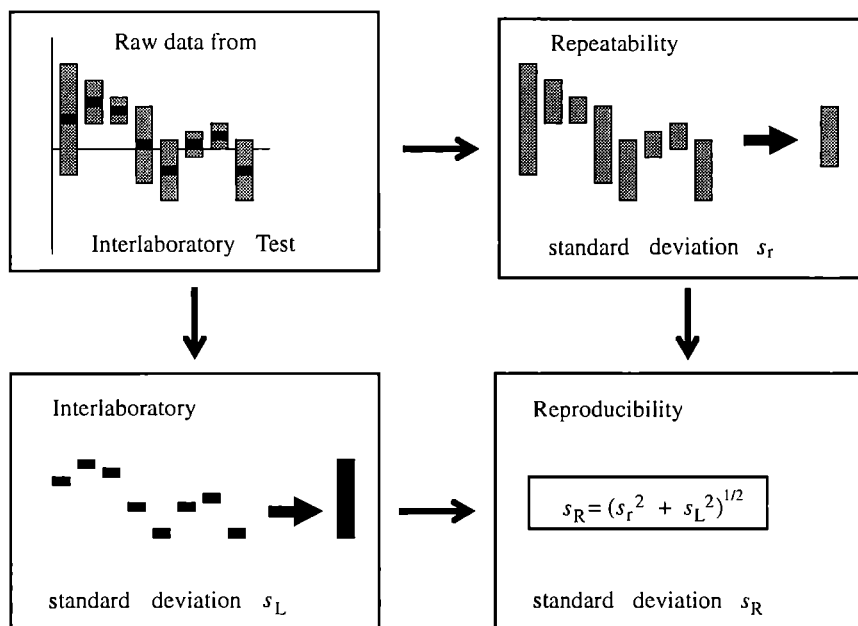 Raw data from
Interlaboratory Test
Repeatability
standard deviation s_r
Interlaboratory
standard deviation s_L
Reproducibility
s_R = (s_r^2 + s_L^2)^1/2
standard deviation s_R